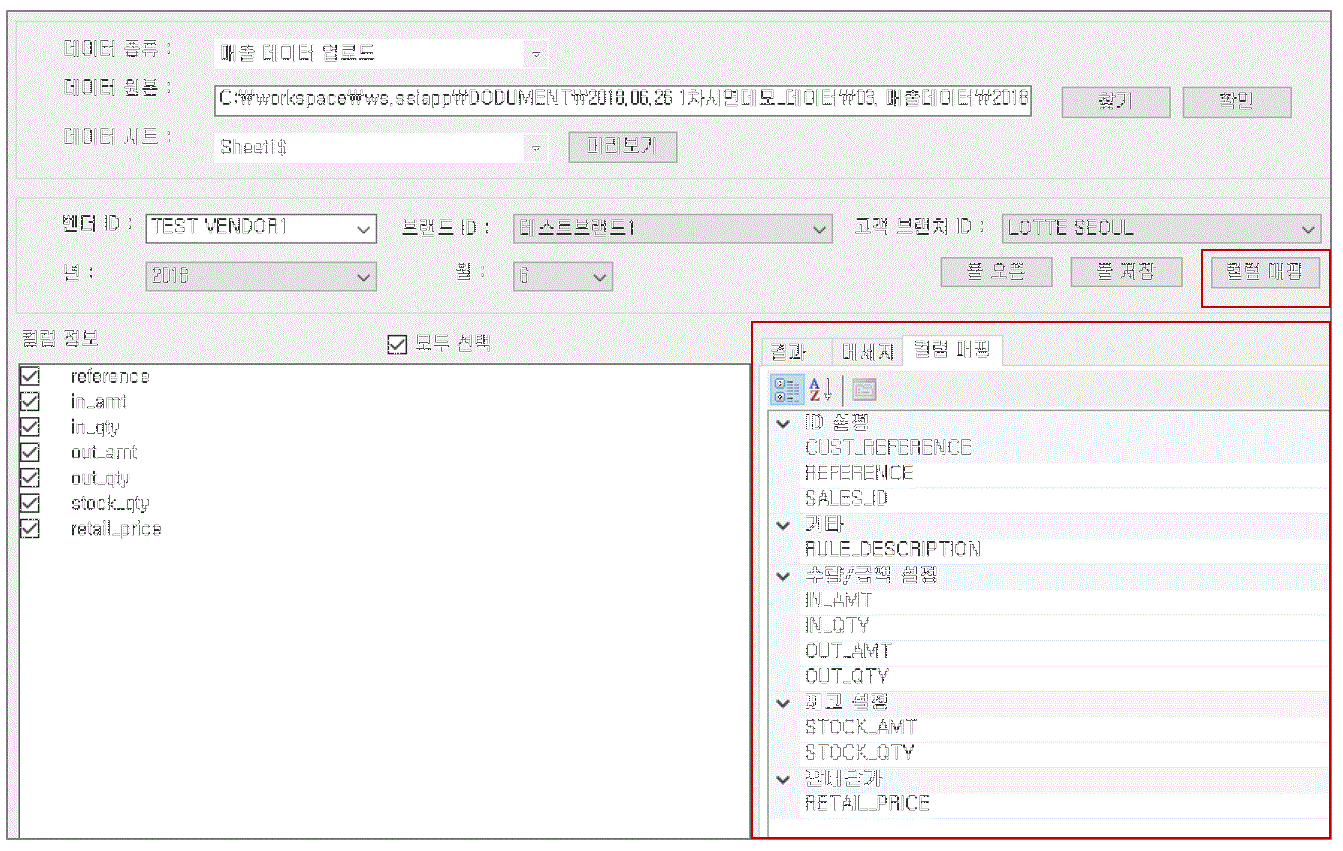 데이터 종류 : 매출 데이터 업로드
데이터 원본 : C:₩workspace₩ws.ssiapp₩DODUMENT₩2018.06.26 1차시연데모_데이터₩03. 매출데이터₩2018 찾기 확인
데이터 시트 : Sheet1$ 미리보기
벤더 ID : TEST VENDOR1 브랜드 ID : 테스트브랜드1 고객 브랜치 ID : LOTTE SEOUL
년 : 2018 월 : 6 룰 오픈 룰 저장 컬럼 매핑
컬럼 정보 모두 선택
reference
in_amt
in_qty
out_amt
out_qty
stock_qty
retail_price
결과 메세지 컬럼 매핑
ID 설정
CUST_REFERENCE
REFERENCE
SALES_ID
기타
RULE_DESCRIPTION
수량/금액 설정
IN_AMT
IN_QTY
OUT_AMT
OUT_QTY
재고 설정
STOCK_AMT
STOCK_QTY
판매단가
RETAIL_PRICE